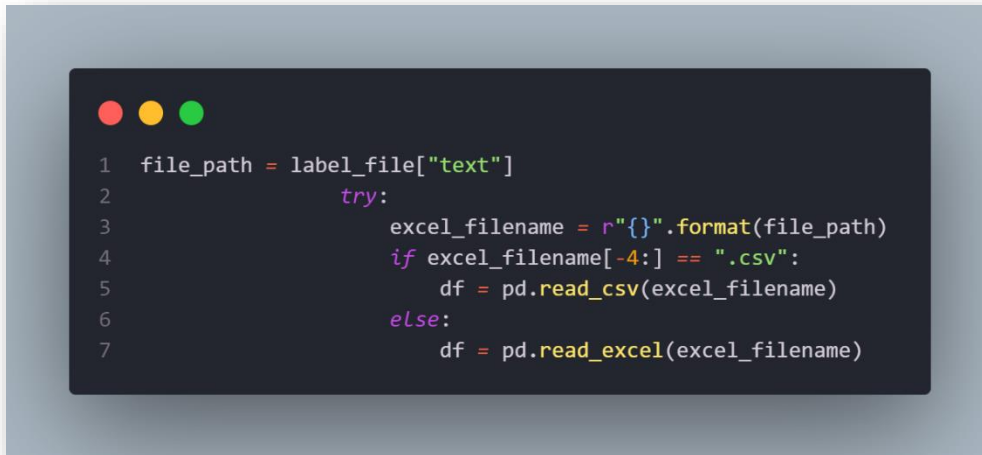 1 file_path = label_file["text"]
2 try:
3 excel_filename = r"{}".format(file_path)
4 if excel_filename[-4:] == ".csv":
5 df = pd.read_csv(excel_filename)
6 else:
7 df = pd.read_excel(excel_filename)